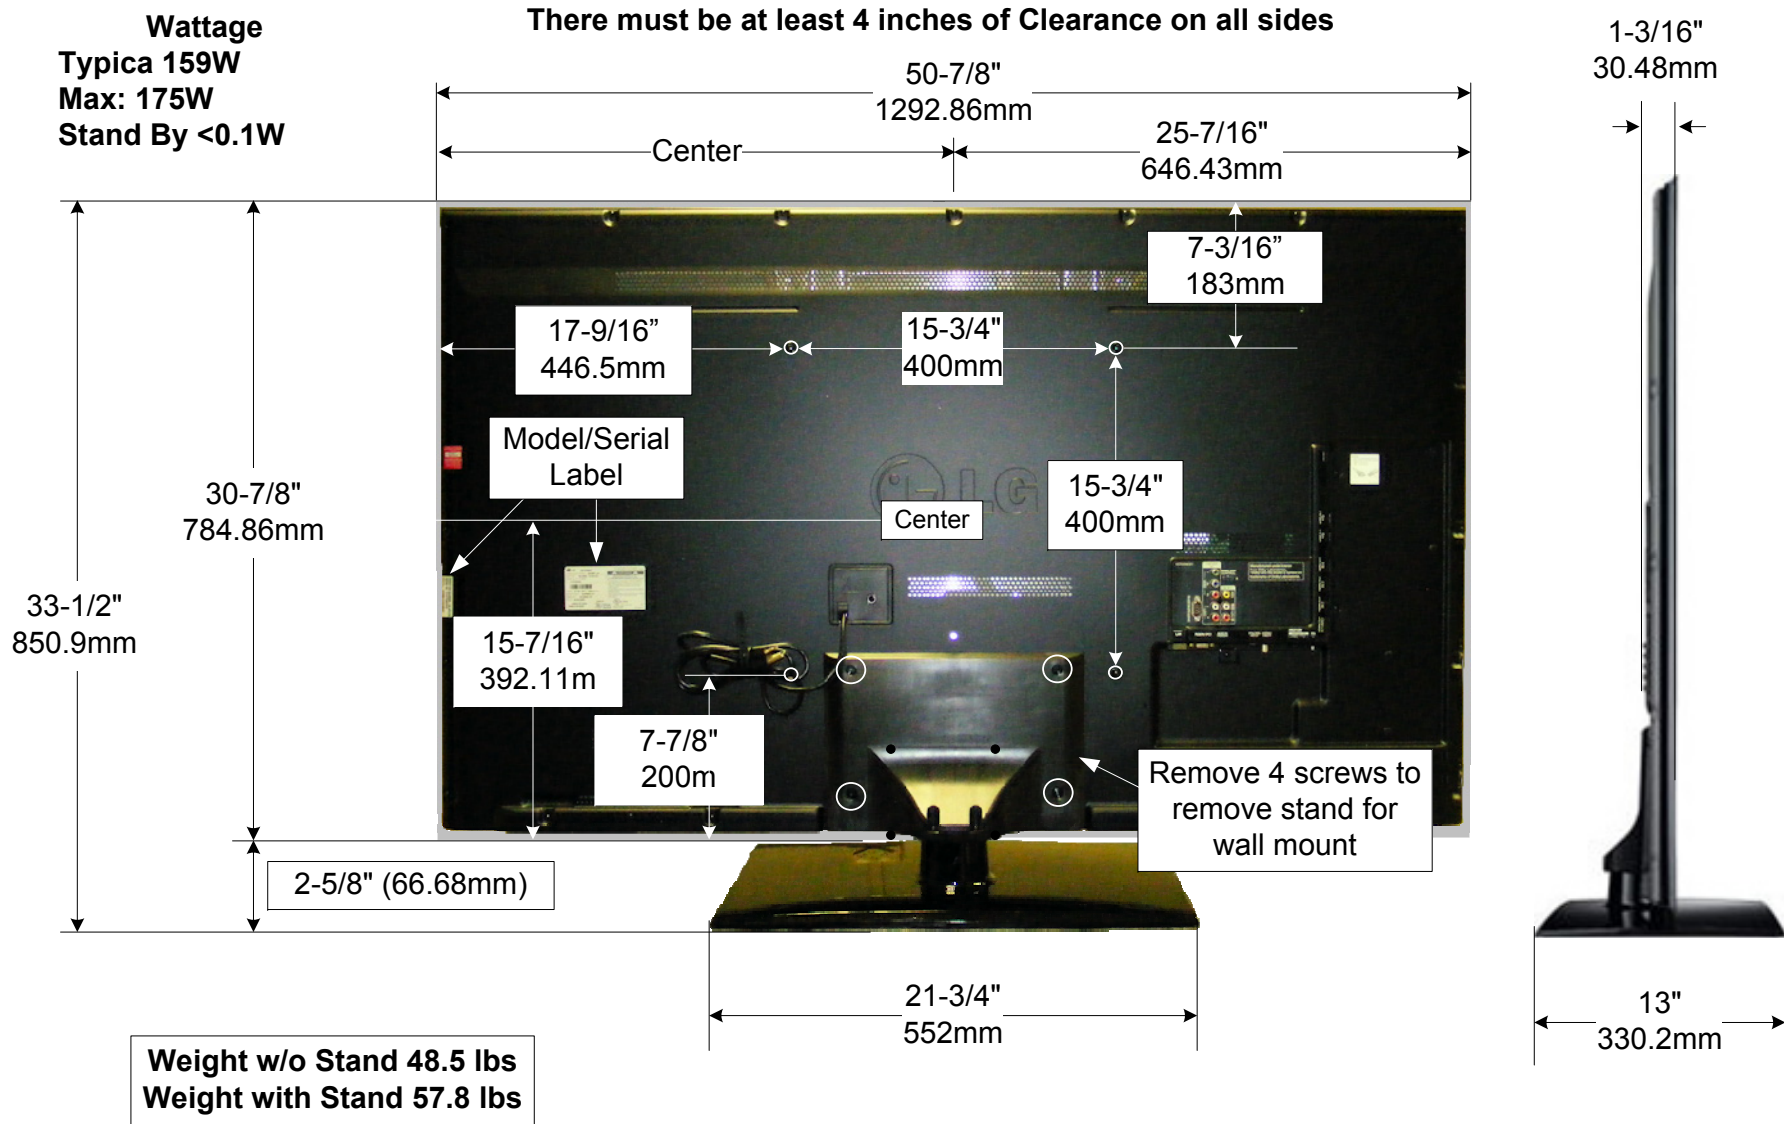 There must be at least 4 inches of Clearance on all sides
Wattage
Typica 159W
Max: 175W
Stand By <0.1W
50-7/8"
1292.86mm
1-3/16"
30.48mm
Center
25-7/16"
646.43mm
7-3/16”
183mm
17-9/16”
446.5mm
15-3/4"
400mm
Model/Serial
Label
LG
15-3/4"
400mm
Center
30-7/8"
784.86mm
33-1/2"
850.9mm
15-7/16"
392.11m
7-7/8"
200m
Remove 4 screws to
remove stand for
wall mount
2-5/8" (66.68mm)
21-3/4"
552mm
13"
330.2mm
Weight w/o Stand 48.5 lbs
Weight with Stand 57.8 lbs